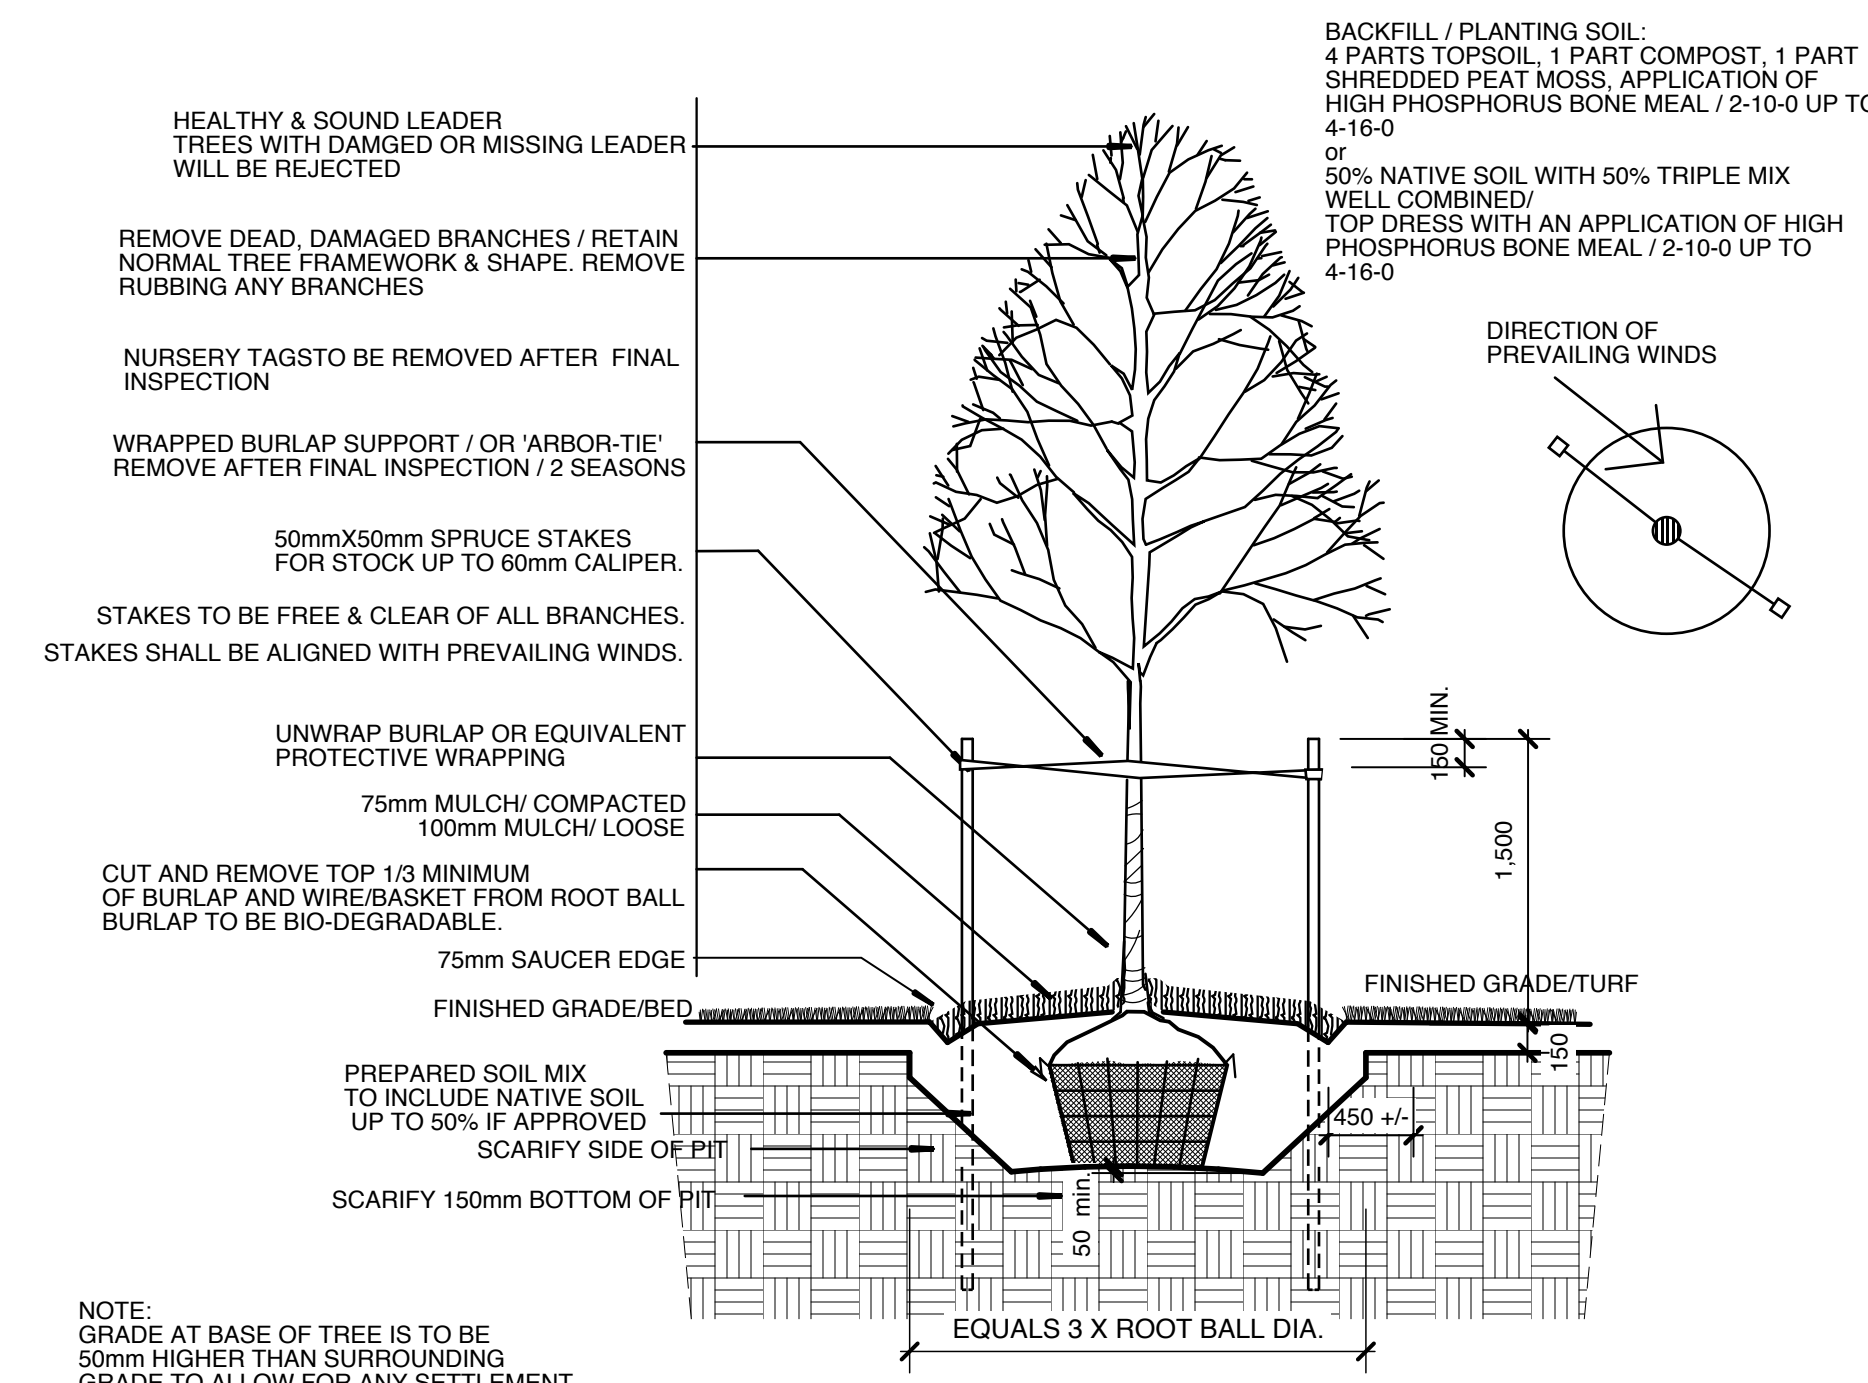 HEALTHY & SOUND LEADER
TREES WITH DAMGED OR MISSING LEADER
WILL BE REJECTED
REMOVE DEAD, DAMAGED BRANCHES / RETAIN
NORMAL TREE FRAMEWORK & SHAPE. REMOVE
RUBBING ANY BRANCHES
NURSERY TAGSTO BE REMOVED AFTER FINAL
INSPECTION
WRAPPED BURLAP SUPPORT / OR 'ARBOR-TIE'
REMOVE AFTER FINAL INSPECTION / 2 SEASONS
50mmX50mm SPRUCE STAKES
FOR STOCK UP TO 60mm CALIPER.
STAKES TO BE FREE & CLEAR OF ALL BRANCHES.
STAKES SHALL BE ALIGNED WITH PREVAILING WINDS.
UNWRAP BURLAP OR EQUIVALENT
PROTECTIVE WRAPPING
75mm MULCH/ COMPACTED
100mm MULCH/ LOOSE
CUT AND REMOVE TOP 1/3 MINIMUM
OF BURLAP AND WIRE/BASKET FROM ROOT BALL
BURLAP TO BE BIO-DEGRADABLE.
75mm SAUCER EDGE
FINISHED GRADE/BED
PREPARED SOIL MIX
TO INCLUDE NATIVE SOIL
UP TO 50% IF APPROVED
SCARIFY SIDE OF PIT
SCARIFY 150mm BOTTOM OF PIT
NOTE:
GRADE AT BASE OF TREE IS TO BE
50mm HIGHER THAN SURROUNDING
GRADE TO ALLOW FOR ANY SETTLEMENT
BACKFILL / PLANTING SOIL:
4 PARTS TOPSOIL, 1 PART COMPOST, 1 PART
SHREDDED PEAT MOSS, APPLICATION OF
HIGH PHOSPHORUS BONE MEAL / 2-10-0 UP TO
4-16-0
or
50% NATIVE SOIL WITH 50% TRIPLE MIX
WELL COMBINED/
TOP DRESS WITH AN APPLICATION OF HIGH
PHOSPHORUS BONE MEAL / 2-10-0 UP TO
4-16-0
DIRECTION OF
PREVAILING WINDS
150 MIN.
1,500
FINISHED GRADE/TURF
150
450 +/-
50 min.
EQUALS 3 X ROOT BALL DIA.